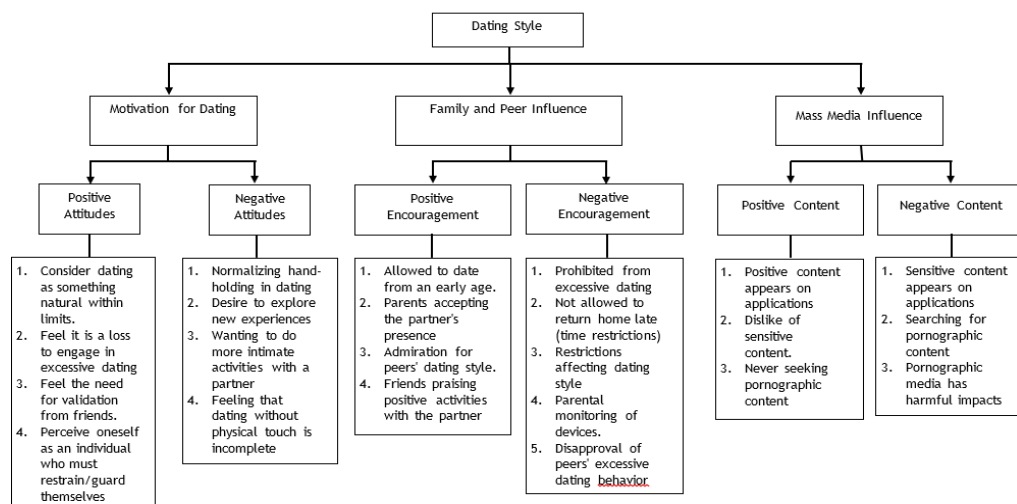 Dating Style
Motivation for Dating
Family and Peer Influence
Mass Media Influence
Positive
Attitudes
Negative
Attitudes
Positive
Encouragement
Negative
Encouragement
Positive Content
Negative Content
1. Consider dating
as something
natural within
limits.
2. Feel it is a loss
to engage in
excessive dating
3. Feel the need
for validation
from friends.
4. Perceive oneself
as an individual
who must
restrain/guard
themselves
1. Normalizing hand-
holding in dating
2. Desire to explore
new experiences
3. Wanting to do
more intimate
activities with a
partner
4. Feeling that
dating without
physical touch is
incomplete
1. Allowed to date
from an early age.
2. Parents accepting
the partner's
presence
3. Admiration for
peers' dating style.
4. Friends praising
positive activities
with the partner
1. Prohibited from
excessive dating
2. Not allowed to
return home late
(time restrictions)
3. Restrictions
affecting dating
style
4. Parental
monitoring of
devices.
5. Disapproval of
peers' excessive
dating behavior
1. Positive content
appears on
applications
2. Dislike of
sensitive
content.
3. Never seeking
pornographic
content
1. Sensitive content
appears on
applications
2. Searching for
pornographic
content
3. Pornographic
media has
harmful impacts